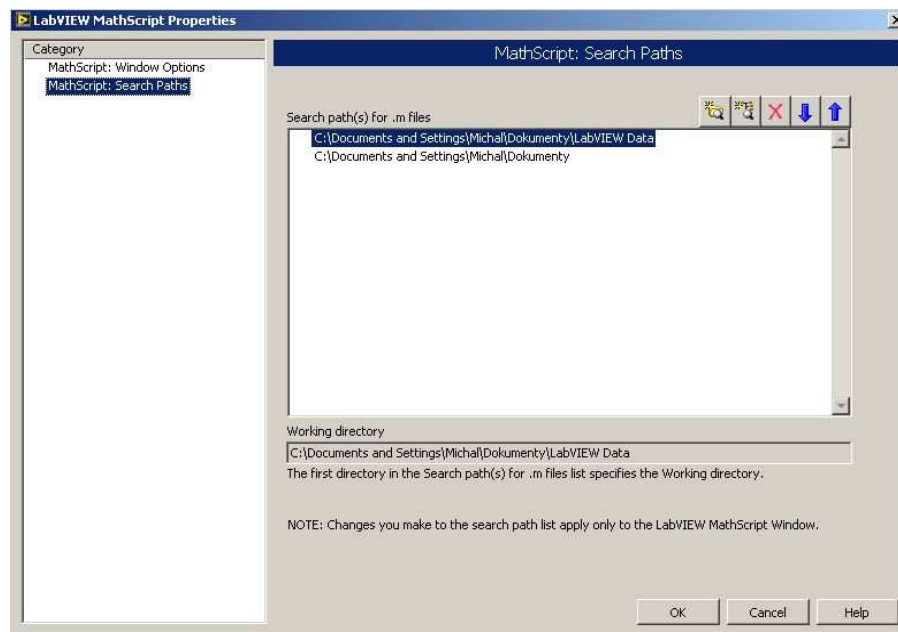 LabVIEW MathScript Properties
Category
MathScript: Window Options
MathScript: Search Paths
MathScript: Search Paths
Search path(s) for .m files
C:\Documents and Settings\Michal\Dokumenty\LabVIEW Data
C:\Documents and Settings\Michal\Dokumenty
Working directory
C:\Documents and Settings\Michal\Dokumenty\LabVIEW Data
The first directory in the Search path(s) for .m files list specifies the Working directory.
NOTE: Changes you make to the search path list apply only to the LabVIEW MathScript Window.
OK Cancel Help